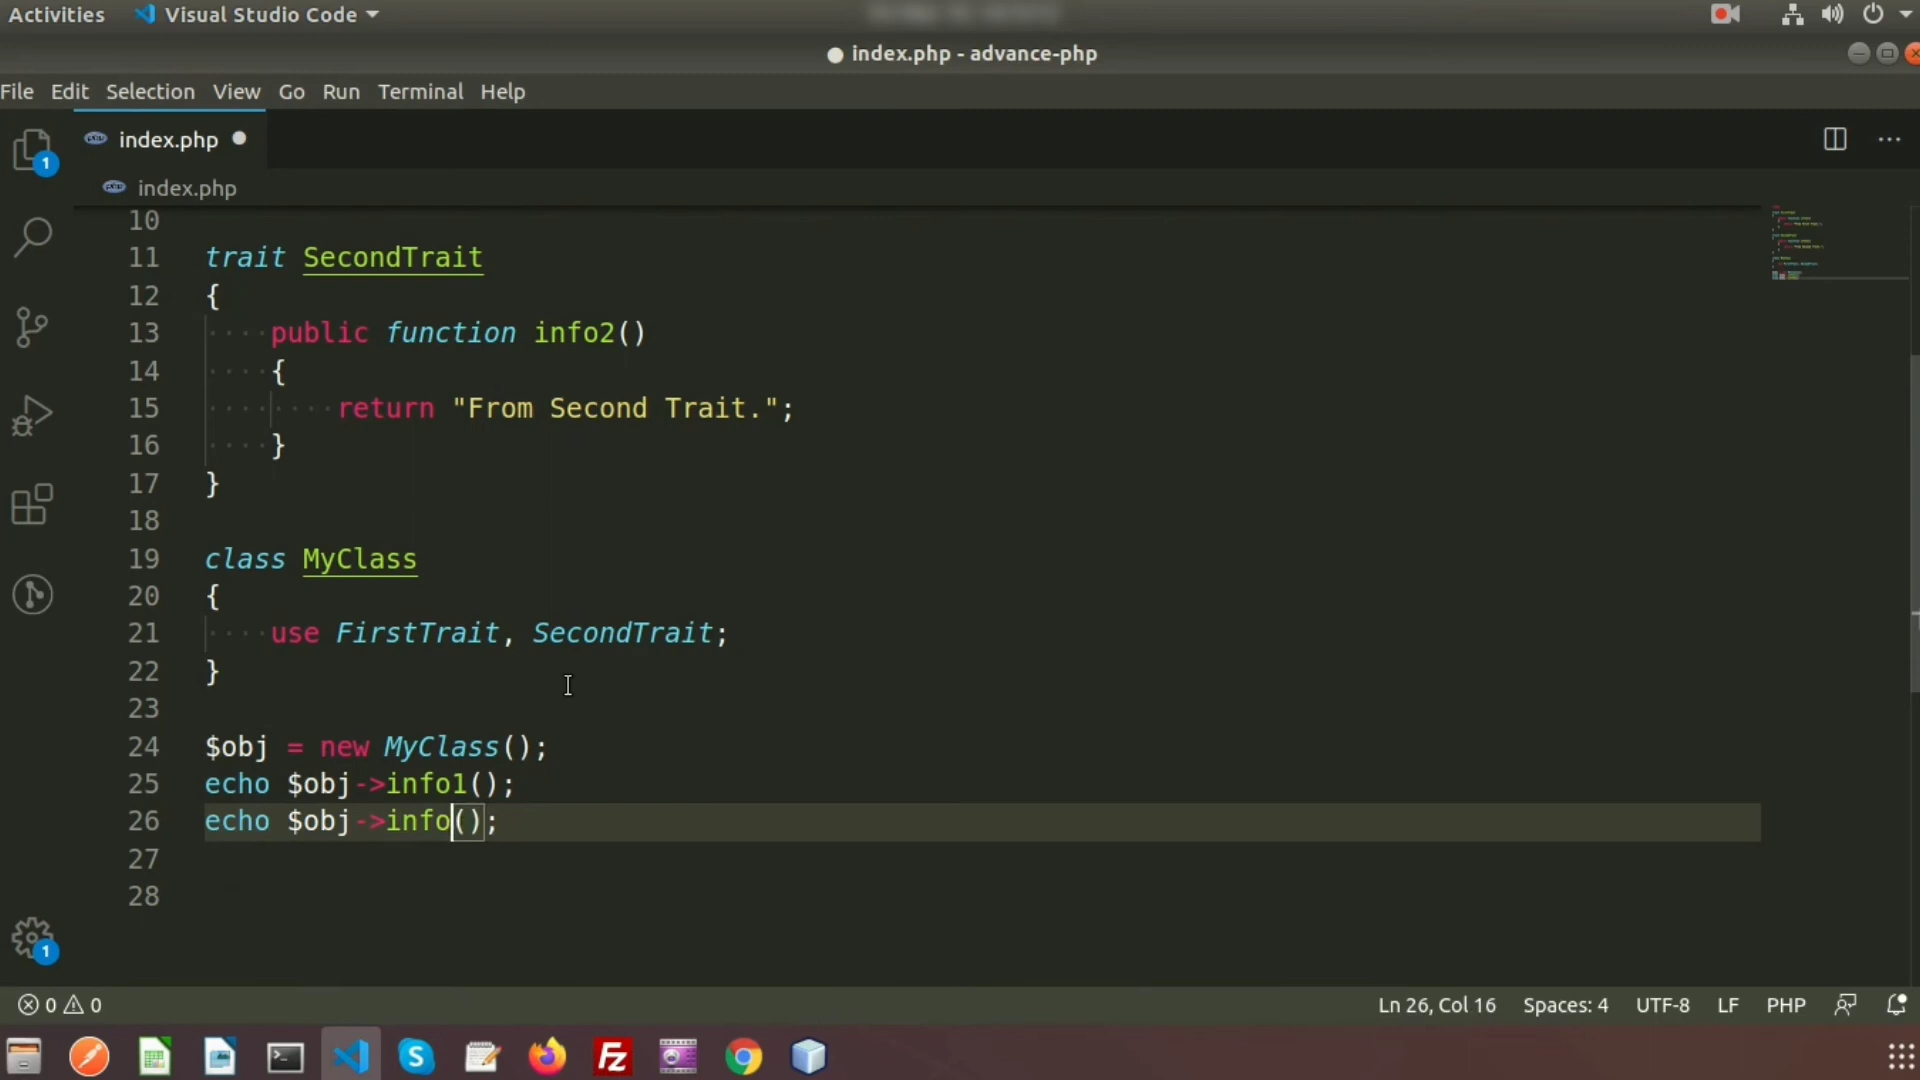 Activities Visual Studio Code
index.php - advance-php
File Edit Selection View Go Run Terminal Help
1 index.php
index.php
10
11 trait SecondTrait
12 {
13 public function info2()
14 {
15 return "From Second Trait.";
16 }
17 }
18
19 class MyClass
20 {
21 use FirstTrait, SecondTrait;
22 }
23
24 $obj = new MyClass();
25 echo $obj->info1();
26 echo $obj->info();
27
28
1
0 0 Ln 26, Col 16 Spaces: 4 UTF-8 LF PHP